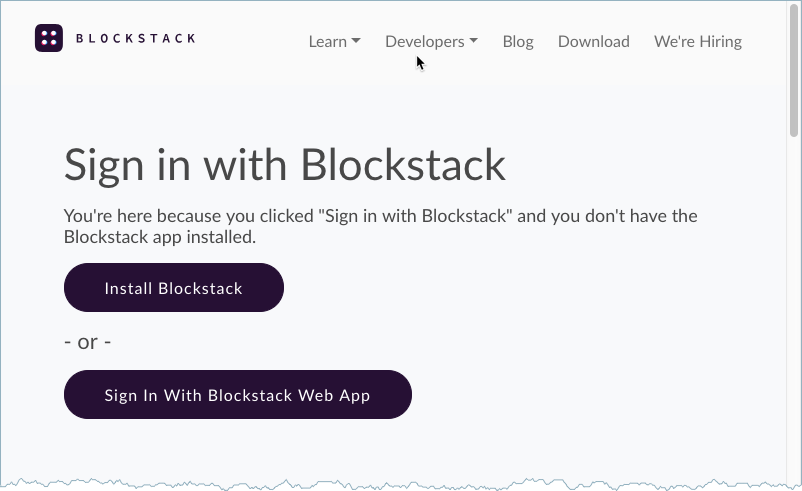 BLOCKSTACK
Learn Developers Blog Download We're Hiring
Sign in with Blockstack
You're here because you clicked "Sign in with Blockstack" and you don't have the
Blockstack app installed.
Install Blockstack
- or -
Sign In With Blockstack Web App